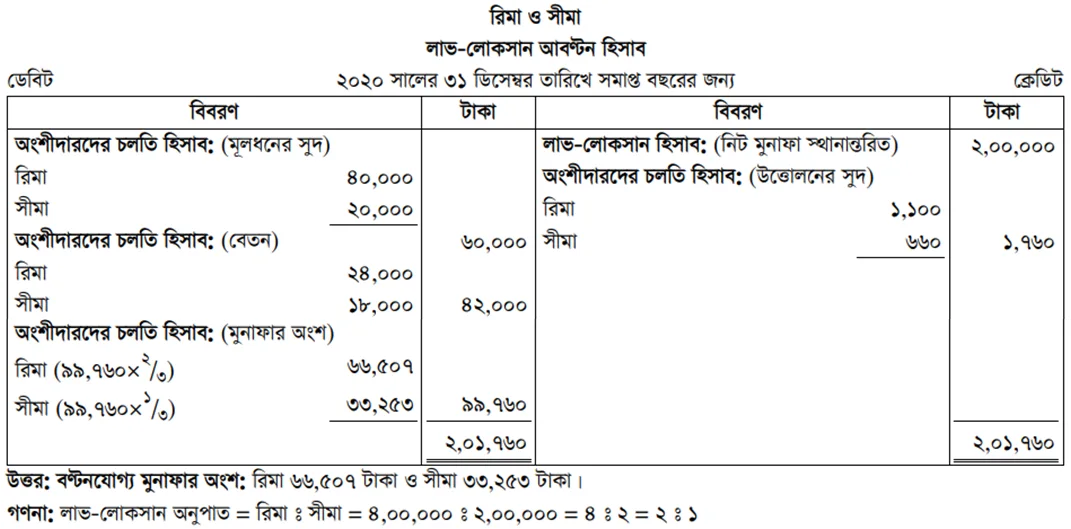 রিমা ও সীমা
লাভ-লোকসান আবণ্টন হিসাব
ডেবিট ২০২০ সালের ৩১ ডিসেম্বর তারিখে সমাপ্ত বছরের জন্য ক্রেডিট
বিবরণ টাকা বিবরণ টাকা
অংশীদারদের চলতি হিসাব: (মূলধনের সুদ) লাভ-লোকসান হিসাব: (নিট মুনাফা স্থানান্তরিত) ২,০০,০০০
রিমা ৪০,০০০ অংশীদারদের চলতি হিসাব: (উত্তোলনের সুদ)
সীমা ২০,০০০ রিমা ১,১০০
অংশীদারদের চলতি হিসাব: (বেতন) ৬০,০০০ সীমা ৬৬০ ১,৭৬০
রিমা ২৪,০০০
সীমা ১৮,০০০ ৪২,০০০
অংশীদারদের চলতি হিসাব: (মুনাফার অংশ)
রিমা (৯৯,৭৬০×২/৩) ৬৬,৫০৭
সীমা (৯৯,৭৬০×১/৩) ৩৩,২৫৩ ৯৯,৭৬০
২,০১,৭৬০ ২,০১,৭৬০
উত্তর: বণ্টনযোগ্য মুনাফার অংশ: রিমা ৬৬,৫০৭ টাকা ও সীমা ৩৩,২৫৩ টাকা।
গণনা: লাভ-লোকসান অনুপাত = রিমা ঃ সীমা = ৪,০০,০০০ ঃ ২,০০,০০০ = ৪ ঃ ২ = ২ ঃ ১